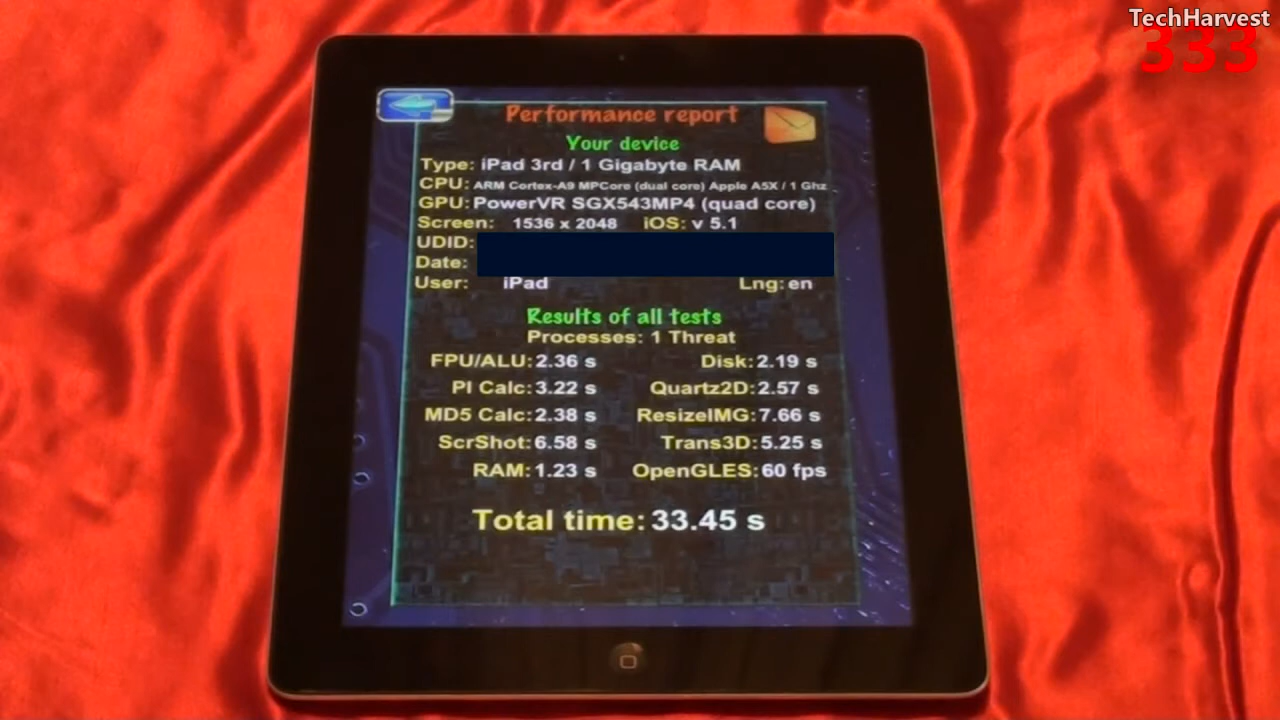 TechHarvest
333
Performance report
Your device
Type: iPad 3rd / 1 Gigabyte RAM
CPU: ARM Cortex-A9 MPCore (dual core) Apple A5X / 1 Ghz
GPU: PowerVR SGX543MP4 (quad core)
Screen: 1536 x 2048 iOS: v 5.1
UDID:
Date:
User: iPad Lng: en
Results of all tests
Processes: 1 Threat
FPU/ALU: 2.36 s Disk: 2.19 s
PI Calc: 3.22 s Quartz2D: 2.57 s
MD5 Calc: 2.38 s ResizeIMG: 7.66 s
ScrShot: 6.58 s Trans3D: 5.25 s
RAM: 1.23 s OpenGLES: 60 fps
Total time: 33.45 s